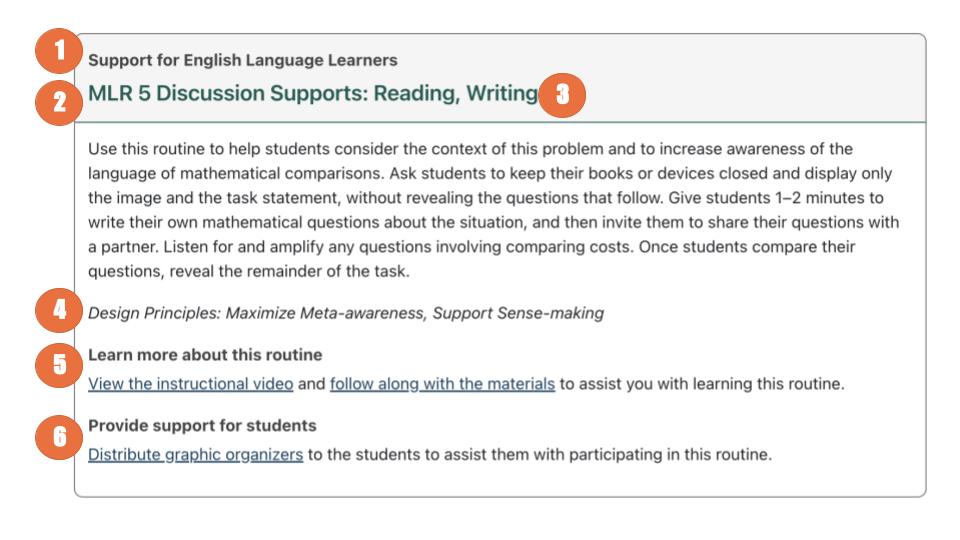 1 Support for English Language Learners
2 MLR 5 Discussion Supports: Reading, Writing 3
Use this routine to help students consider the context of this problem and to increase awareness of the
language of mathematical comparisons. Ask students to keep their books or devices closed and display only
the image and the task statement, without revealing the questions that follow. Give students 1–2 minutes to
write their own mathematical questions about the situation, and then invite them to share their questions with
a partner. Listen for and amplify any questions involving comparing costs. Once students compare their
questions, reveal the remainder of the task.
4 Design Principles: Maximize Meta-awareness, Support Sense-making
5 Learn more about this routine
View the instructional video and follow along with the materials to assist you with learning this routine.
6 Provide support for students
Distribute graphic organizers to the students to assist them with participating in this routine.